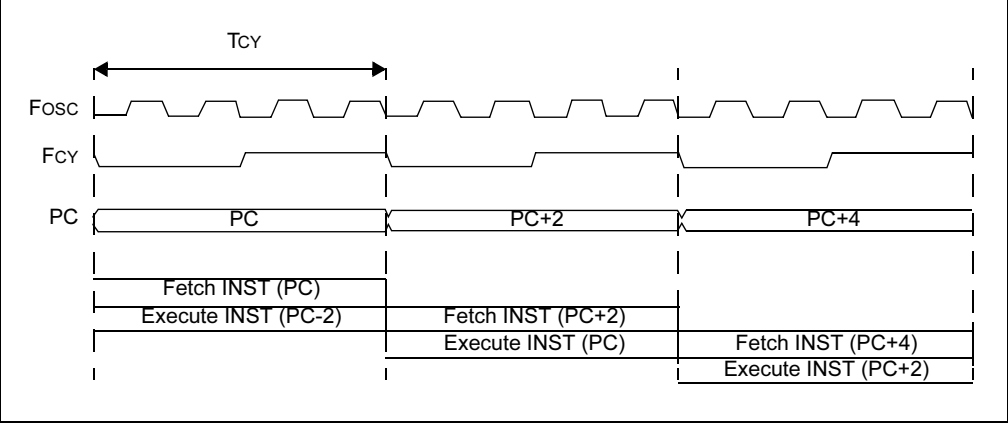 TCY
FOSC
FCY
PC PC PC+2 PC+4
Fetch INST (PC)
Execute INST (PC-2) Fetch INST (PC+2)
Execute INST (PC) Fetch INST (PC+4)
Execute INST (PC+2)